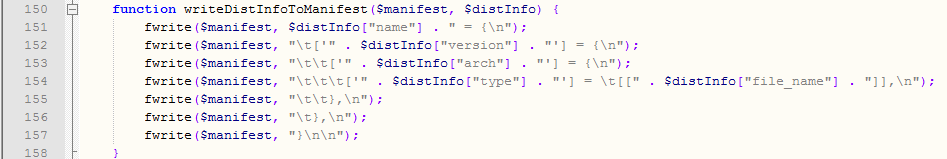 150 function writeDistInfoToManifest($manifest, $distInfo) {
151 fwrite($manifest, $distInfo["name"] . " = {\n");
152 fwrite($manifest, "\t['" . $distInfo["version"] . "'] = {\n");
153 fwrite($manifest, "\t\t['" . $distInfo["arch"] . "'] = {\n");
154 fwrite($manifest, "\t\t\t['" . $distInfo["type"] . "'] = \t[[" . $distInfo["file_name"] . "]],\n");
155 fwrite($manifest, "\t\t},\n");
156 fwrite($manifest, "\t},\n");
157 fwrite($manifest, "}\n\n");
158 }